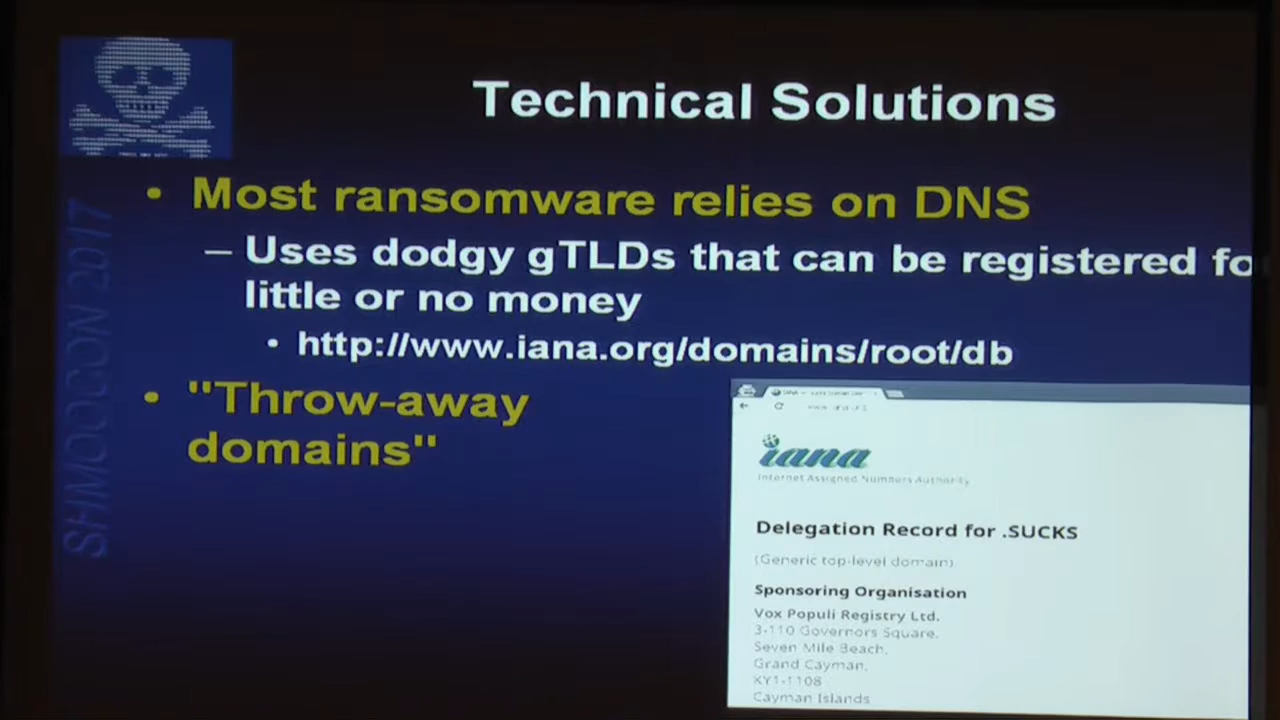 Technical Solutions
• Most ransomware relies on DNS
– Uses dodgy gTLDs that can be registered fo
little or no money
• http://www.iana.org/domains/root/db
• "Throw-away
domains"
SHMOOCON 2017
iana
Internet Assigned Numbers Authority
Delegation Record for .SUCKS
(Generic top-level domain)
Sponsoring Organisation
Vox Populi Registry Ltd.
3-110 Governors Square,
Seven Mile Beach,
Grand Cayman,
KY1-1108
Cayman Islands